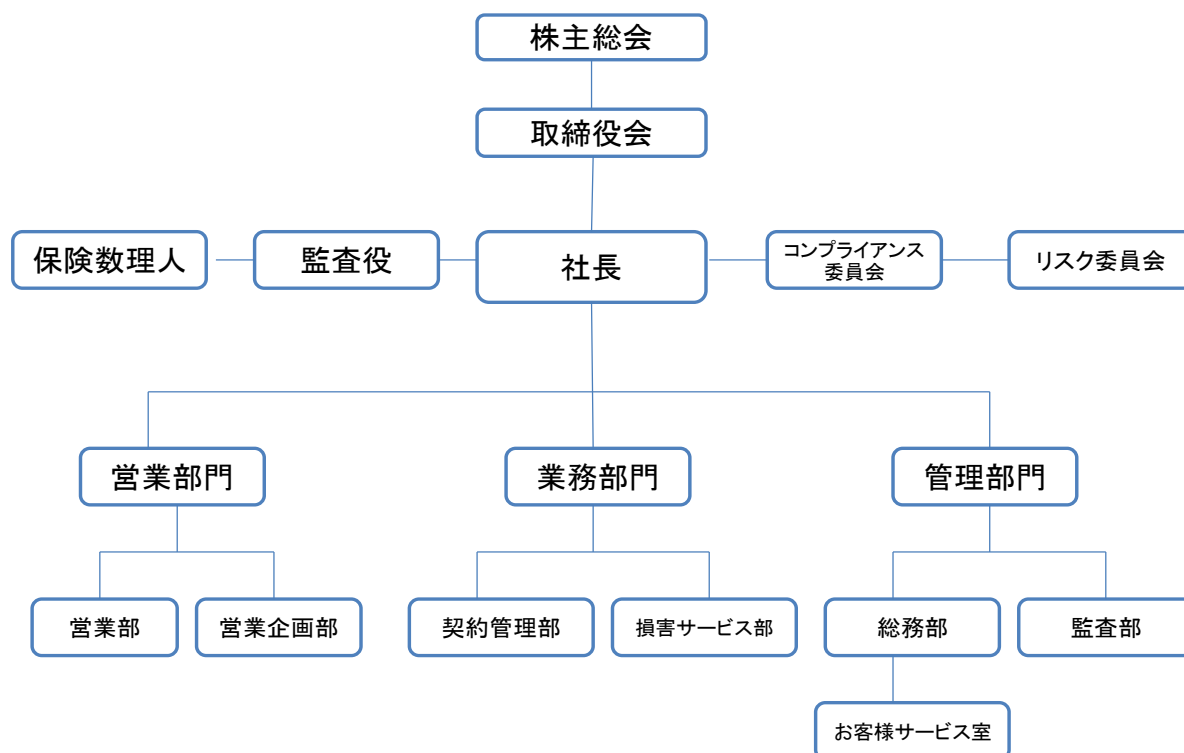 株主総会
取締役会
保険数理人
監査役
社長
コンプライアンス
委員会
リスク委員会
営業部門
業務部門
管理部門
営業部
営業企画部
契約管理部
損害サービス部
総務部
監査部
お客様サービス室